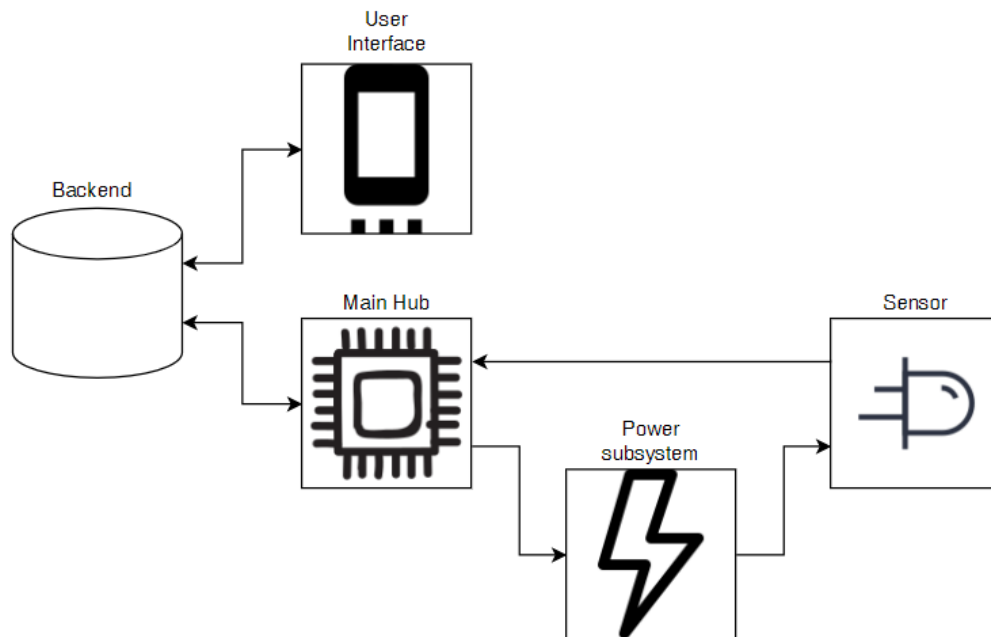 User
Interface
Backend
Main Hub
Sensor
Power
subsystem